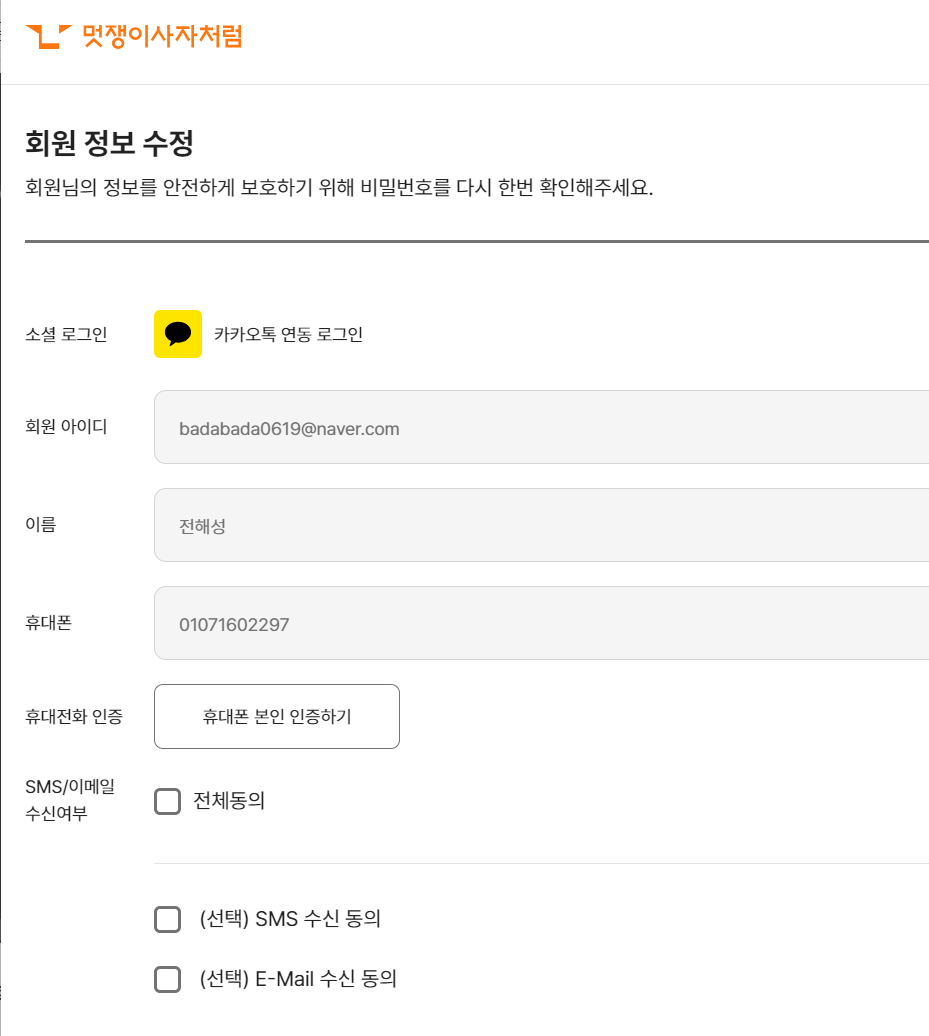 멋쟁이사자처럼
회원 정보 수정
회원님의 정보를 안전하게 보호하기 위해 비밀번호를 다시 한번 확인해주세요.
소셜 로그인
카카오톡 연동 로그인
회원 아이디
badabada0619@naver.com
이름
전해성
휴대폰
01071602297
휴대전화 인증
휴대폰 본인 인증하기
SMS/이메일
수신여부
전체동의
(선택) SMS 수신 동의
(선택) E-Mail 수신 동의